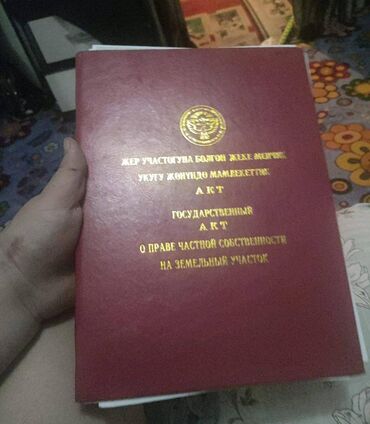 ЖЕР УЧАСТОГУНА БОЛГОН ЖЕКЕ МЕНЧИК
УКУГУ ЖӨНҮНДӨ МАМЛЕКЕТТИК
АКТ
ГОСУДАРСТВЕННЫЙ
АКТ
О ПРАВЕ ЧАСТНОЙ СОБСТВЕННОСТИ
НА ЗЕМЕЛЬНЫЙ УЧАСТОК